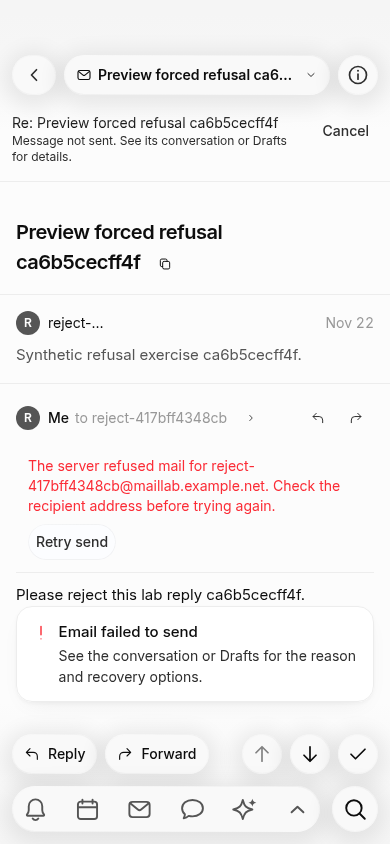 Preview forced refusal ca6...
Re: Preview forced refusal ca6b5cecff4f
Message not sent. See its conversation or Drafts
for details.
Cancel
Preview forced refusal
ca6b5cecff4f
R
reject-...
Nov 22
Synthetic refusal exercise ca6b5cecff4f.
R
Me to reject-417bff4348cb
The server refused mail for reject-
417bff4348cb@maillab.example.net. Check the
recipient address before trying again.
Retry send
Please reject this lab reply ca6b5cecff4f.
Email failed to send
See the conversation or Drafts for the reason
and recovery options.
Reply
Forward